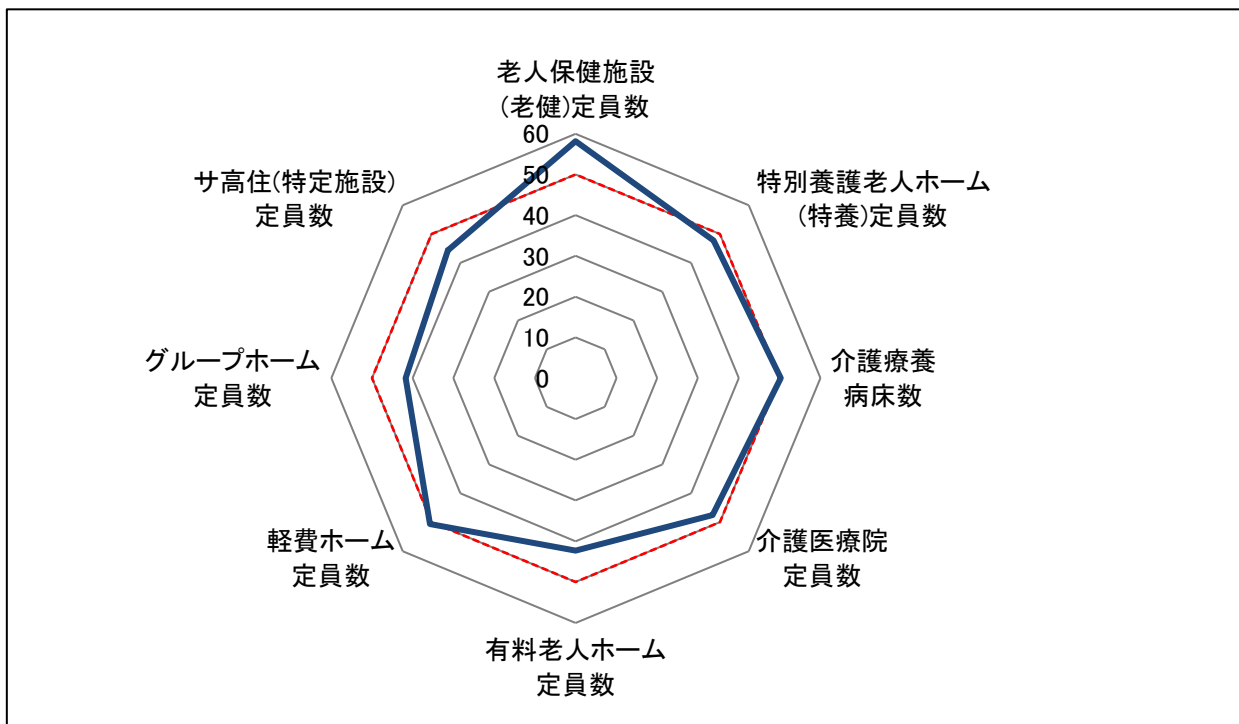 老人保健施設
(老健)定員数
特別養護老人ホーム
(特養)定員数
介護療養
病床数
介護医療院
定員数
有料老人ホーム
定員数
軽費ホーム
定員数
グループホーム
定員数
サ高住(特定施設)
定員数
60
50
40
30
20
10
0